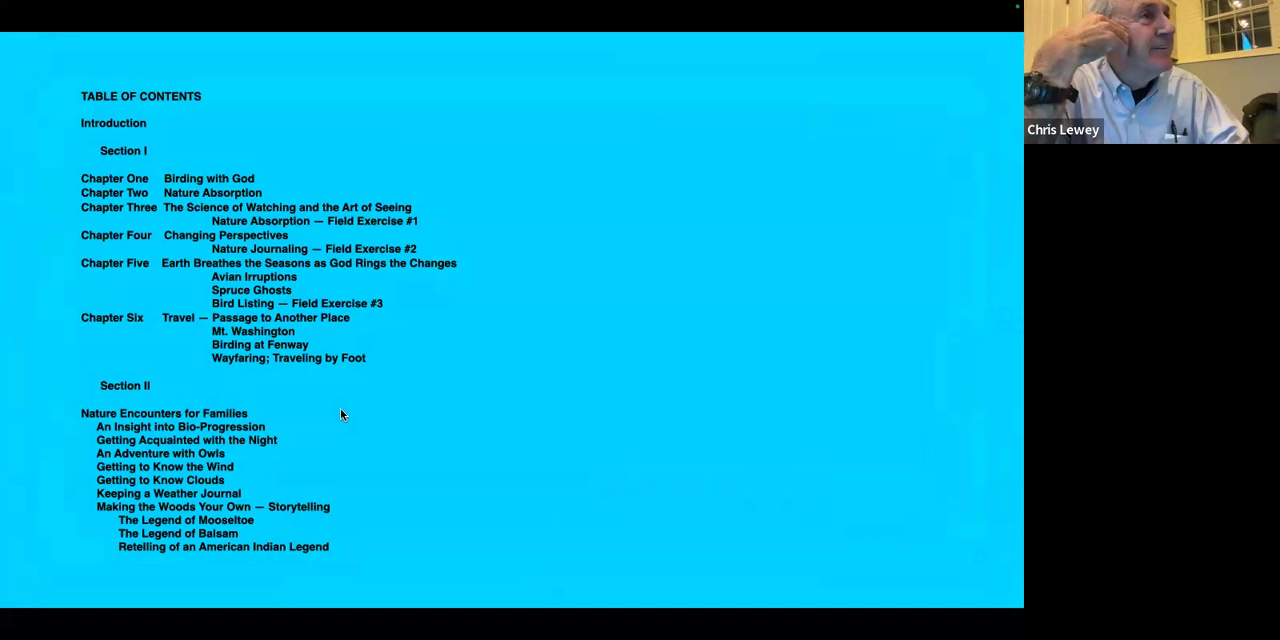 TABLE OF CONTENTS
Introduction
Section I
Chapter One Birding with God
Chapter Two Nature Absorption
Chapter Three The Science of Watching and the Art of Seeing
Nature Absorption — Field Exercise #1
Chapter Four Changing Perspectives
Nature Journaling — Field Exercise #2
Chapter Five Earth Breathes the Seasons as God Rings the Changes
Avian Irruptions
Spruce Ghosts
Bird Listing — Field Exercise #3
Chapter Six Travel — Passage to Another Place
Mt. Washington
Birding at Fenway
Wayfaring; Traveling by Foot
Section II
Nature Encounters for Families
An Insight into Bio-Progression
Getting Acquainted with the Night
An Adventure with Owls
Getting to Know the Wind
Getting to Know Clouds
Keeping a Weather Journal
Making the Woods Your Own — Storytelling
The Legend of Mooseltoe
The Legend of Balsam
Retelling of an American Indian Legend
Chris Lewey